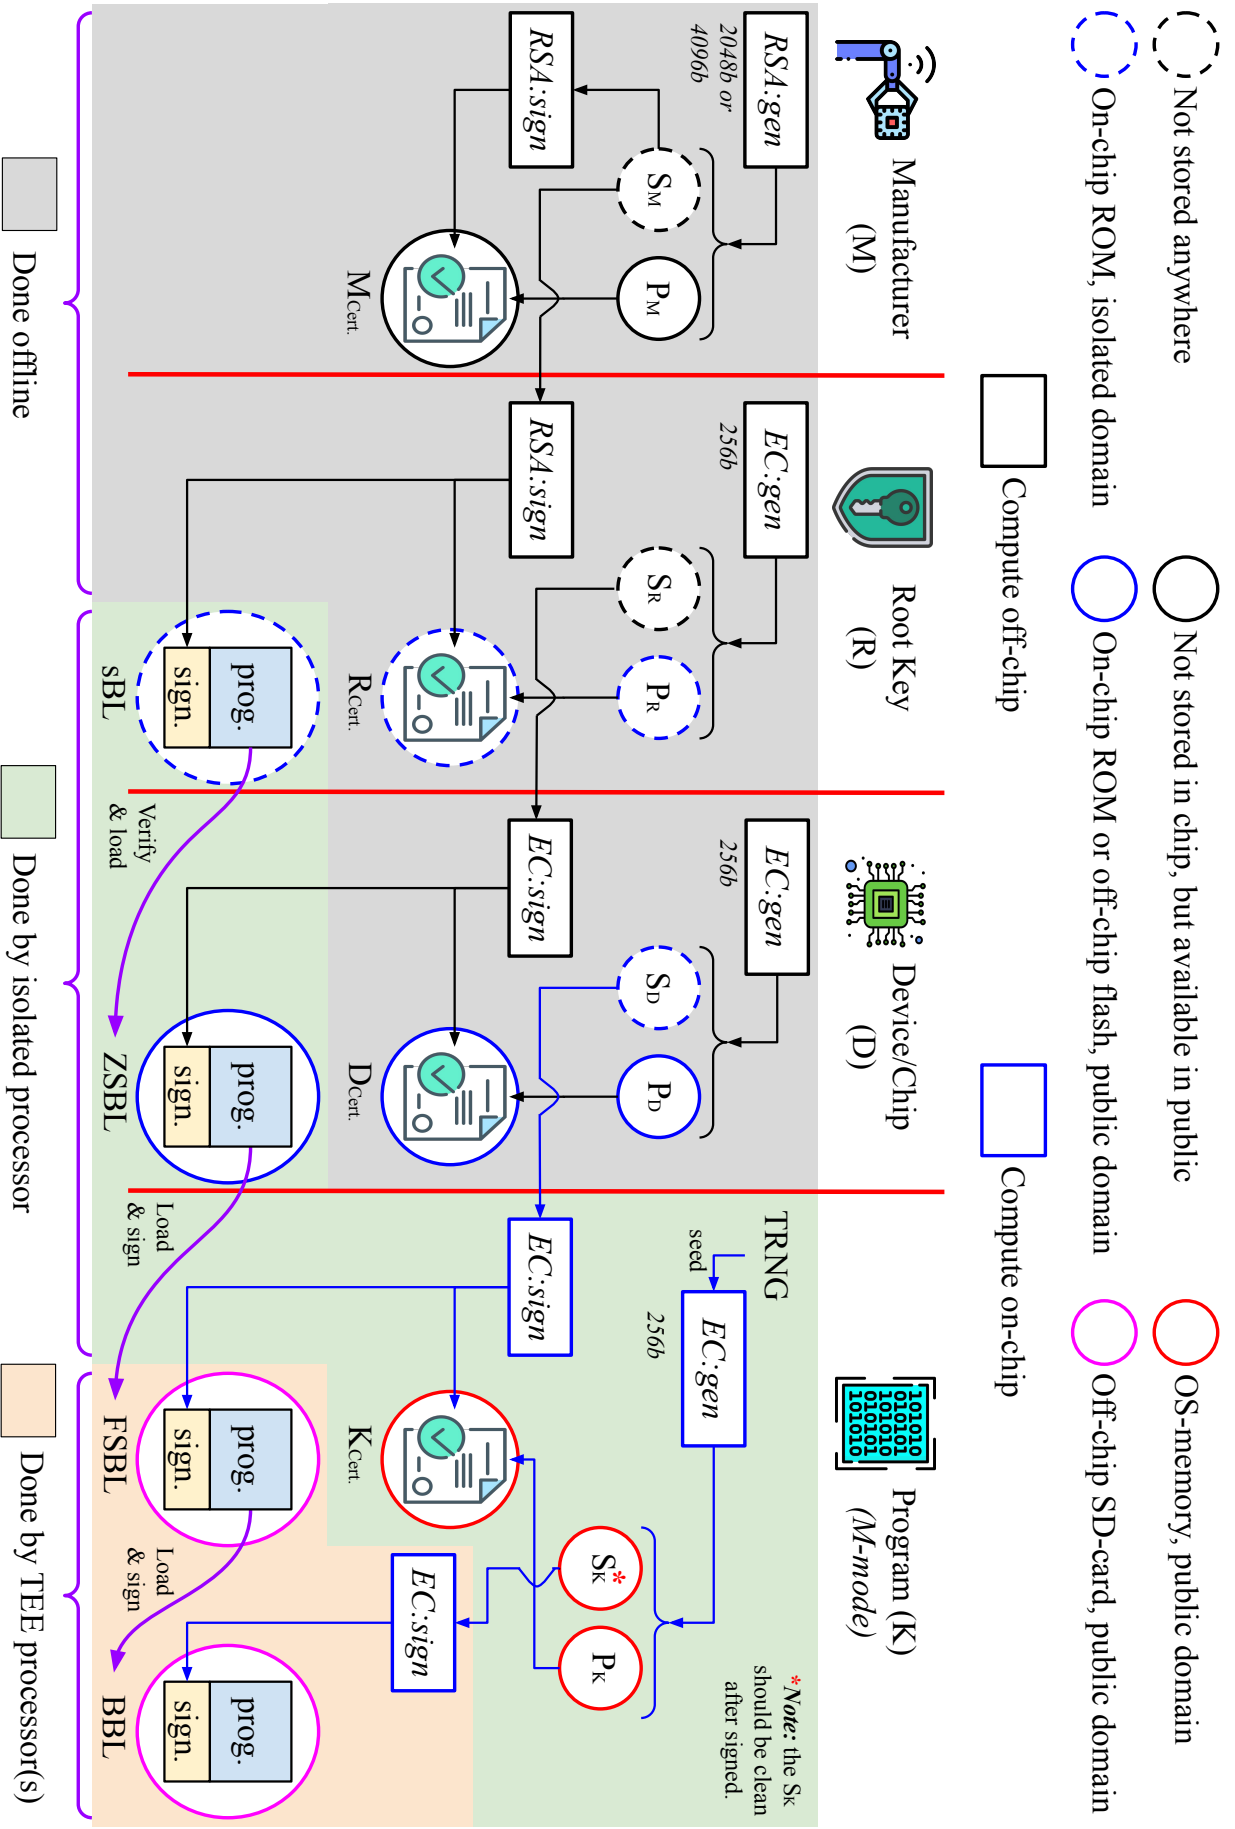 Not stored anywhere
Not stored in chip, but available in public
OS-memory, public domain
On-chip ROM, isolated domain
On-chip ROM or off-chip flash, public domain
Off-chip SD-card, public domain
Compute off-chip
Compute on-chip
Manufacturer
(M)
Root Key
(R)
Device/Chip
(D)
101010
010101
101010
010101
101010
Program (K)
(M-mode)
RSA:gen
2048b or
4096b
SM
PM
RSA:sign
MCert.
EC:gen
256b
SR
PR
RSA:sign
RCert.
prog.
sign.
sBL
EC:gen
256b
SD
PD
EC:sign
DCert.
prog.
sign.
ZSBL
Verify
& load
TRNG
seed
EC:gen
256b
*Note: the SK
should be clean
after signed.
SK*
PK
EC:sign
KCert.
EC:sign
prog.
sign.
FSBL
Load
& sign
prog.
sign.
BBL
Load
& sign
Done offline
Done by isolated processor
Done by TEE processor(s)